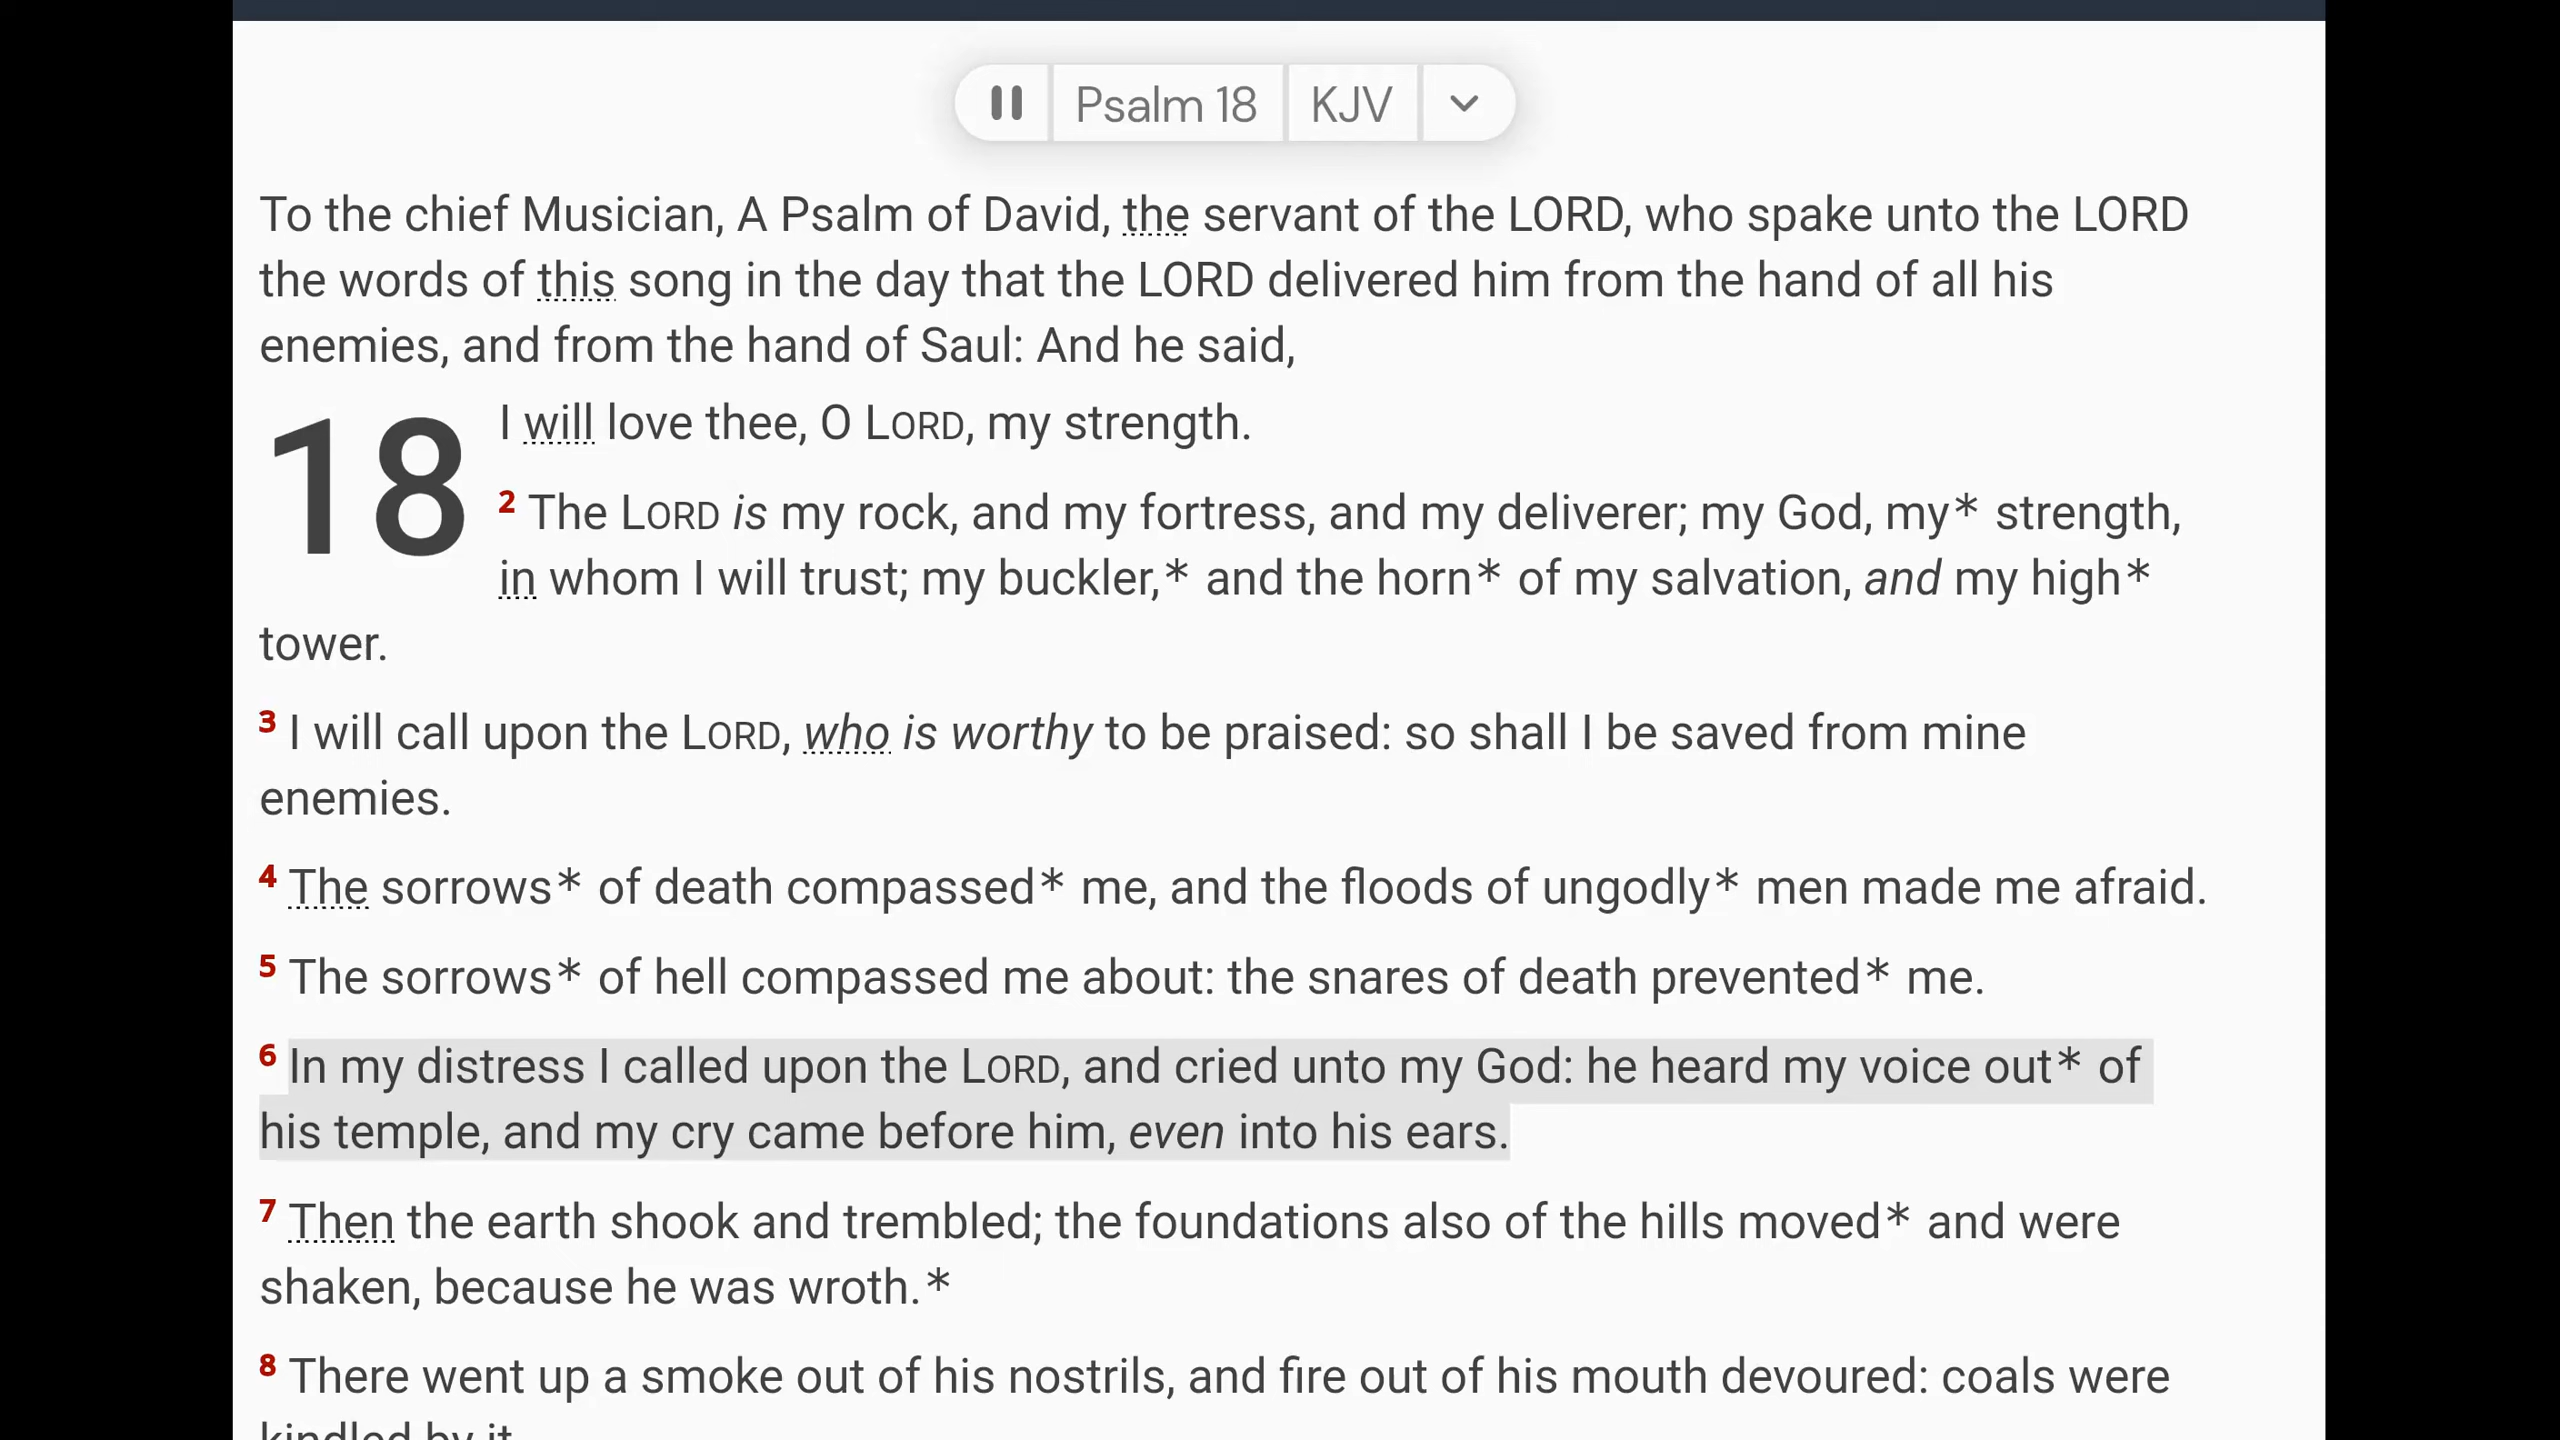 Psalm 18 KJV
To the chief Musician, A Psalm of David, the servant of the LORD, who spake unto the LORD
the words of this song in the day that the LORD delivered him from the hand of all his
enemies, and from the hand of Saul: And he said,
18 I will love thee, O LORD, my strength.
2 The LORD is my rock, and my fortress, and my deliverer; my God, my* strength,
in whom I will trust; my buckler,* and the horn* of my salvation, and my high*
tower.
3 I will call upon the LORD, who is worthy to be praised: so shall I be saved from mine
enemies.
4 The sorrows* of death compassed* me, and the floods of ungodly* men made me afraid.
5 The sorrows* of hell compassed me about: the snares of death prevented* me.
6 In my distress I called upon the LORD, and cried unto my God: he heard my voice out* of
his temple, and my cry came before him, even into his ears.
7 Then the earth shook and trembled; the foundations also of the hills moved* and were
shaken, because he was wroth.*
8 There went up a smoke out of his nostrils, and fire out of his mouth devoured: coals were
kindled by it.